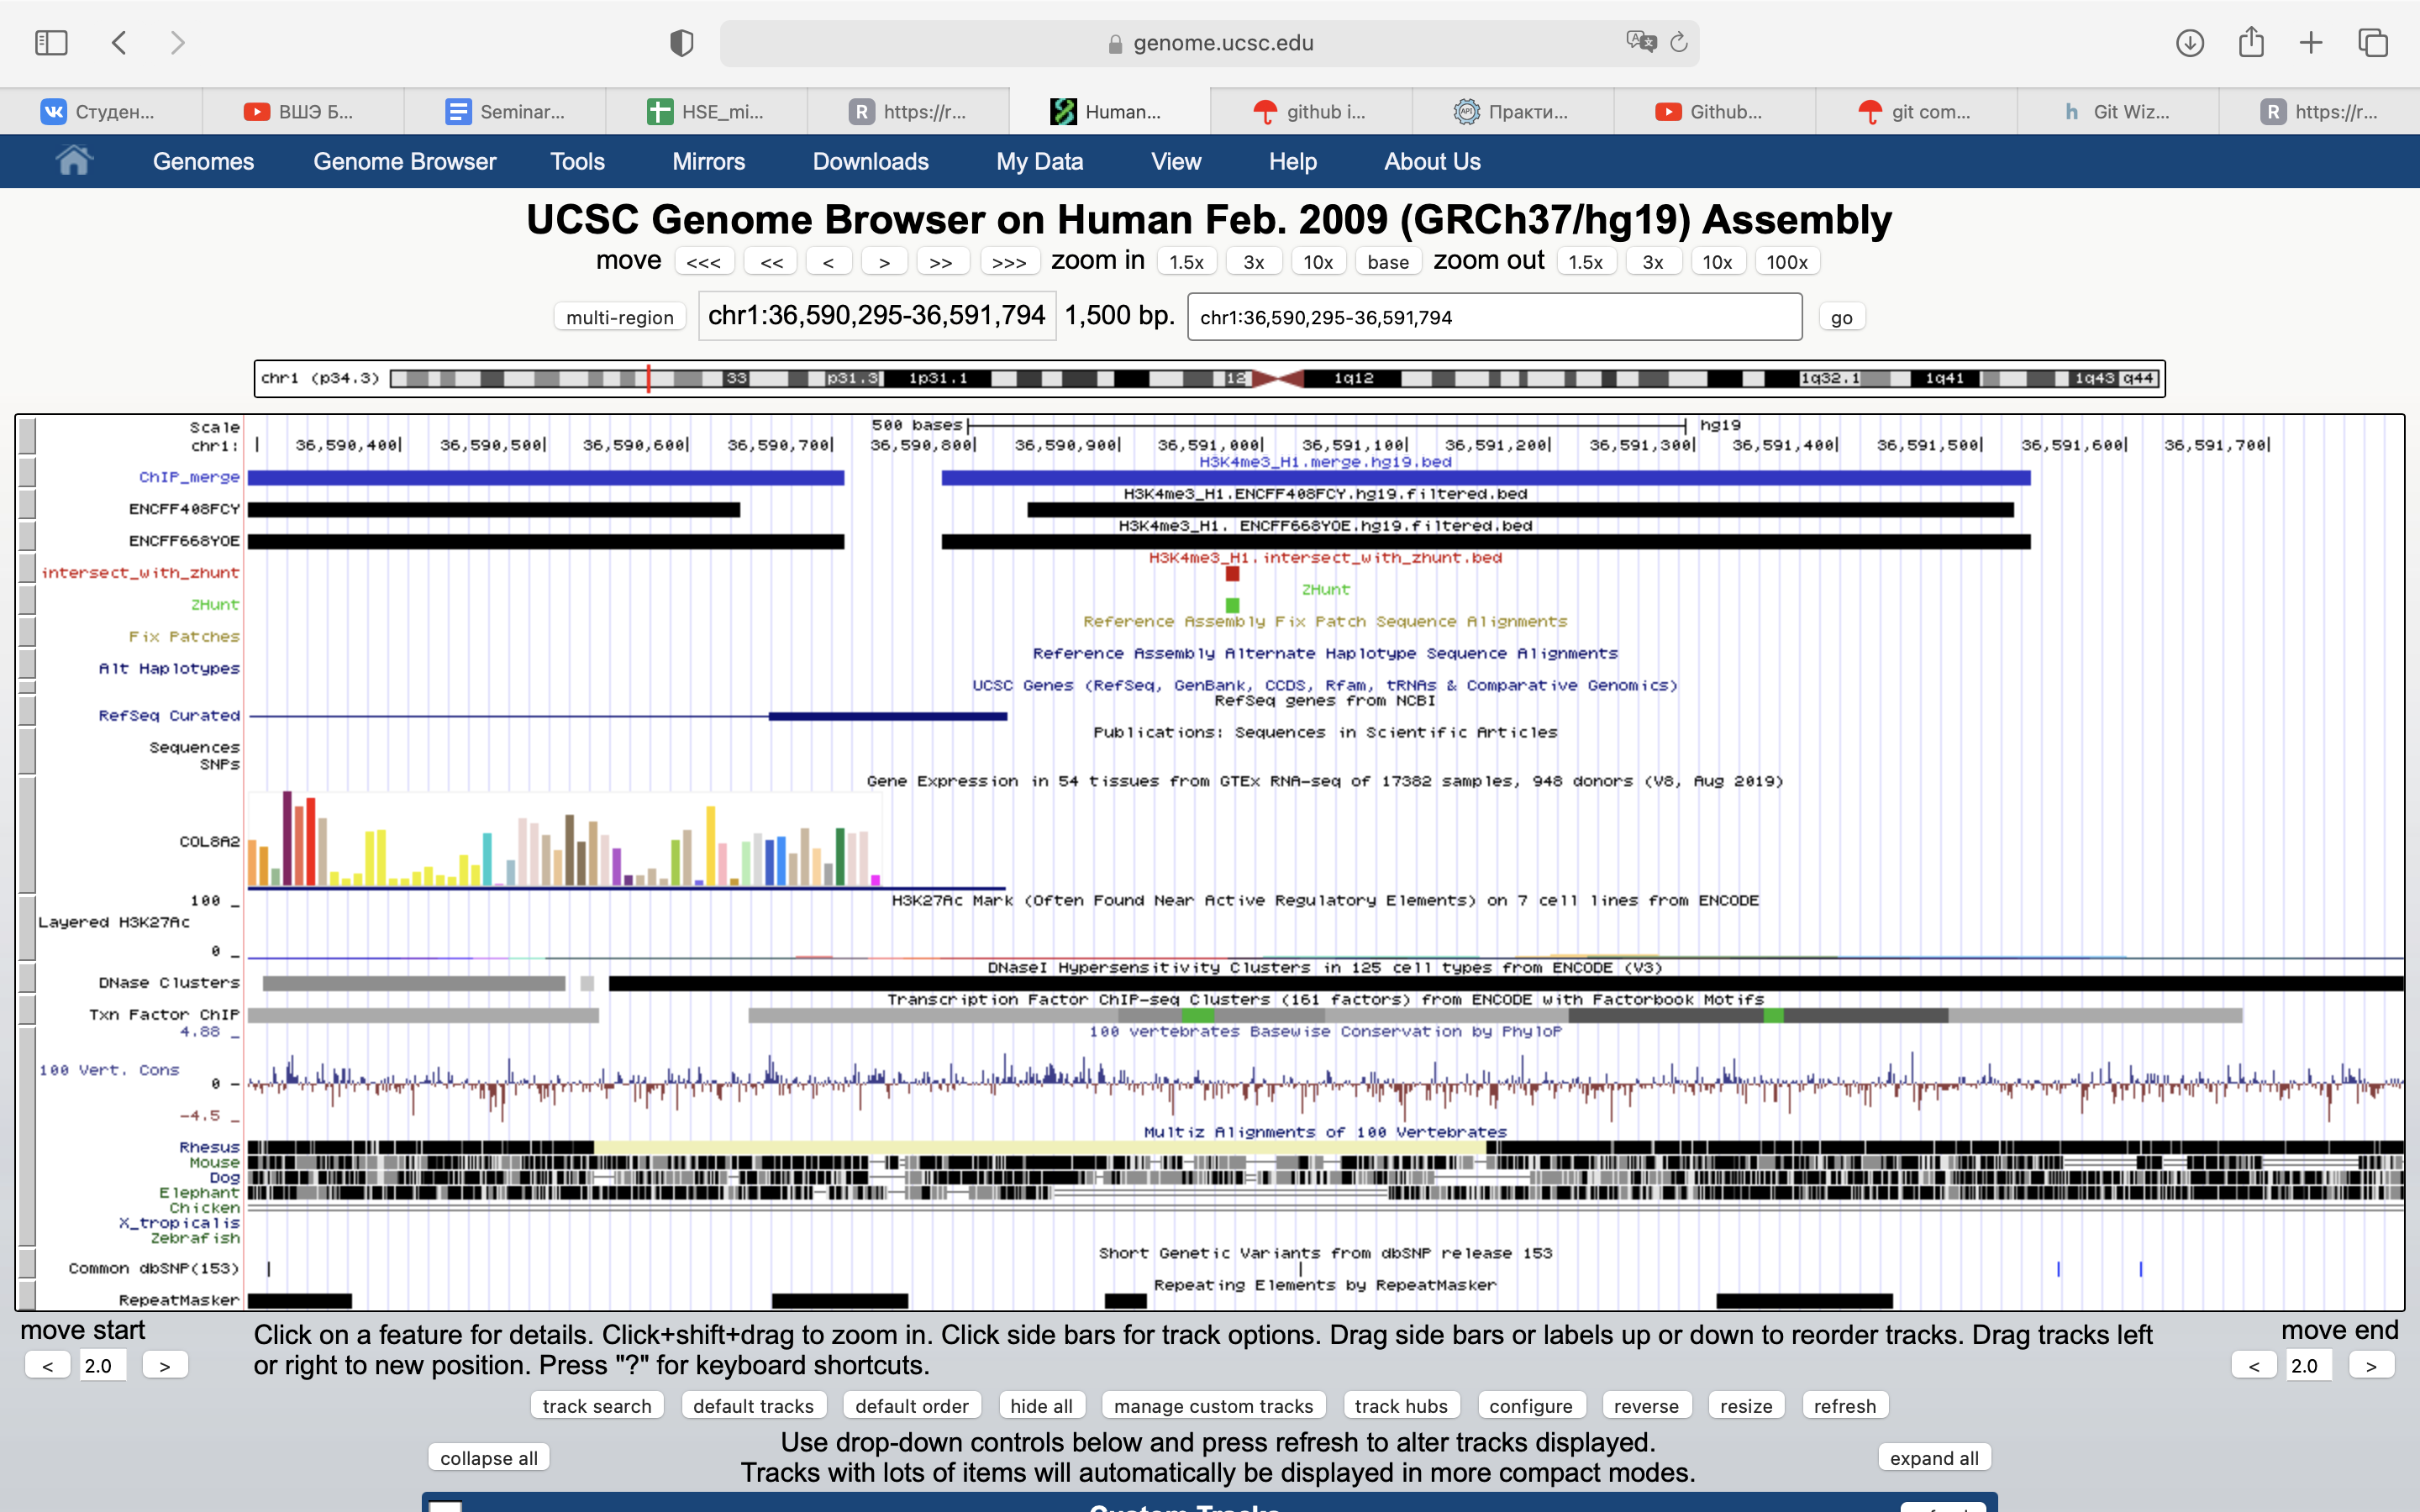 genome.ucsc.edu
Студен...
ВШЭ Б...
Seminar...
HSE_mi...
R https://r...
Human...
github i...
Практи...
Github...
git com...
h Git Wiz...
R https://r...
Genomes Genome Browser Tools Mirrors Downloads My Data View Help About Us
UCSC Genome Browser on Human Feb. 2009 (GRCh37/hg19) Assembly
move <<< << < > >> >>> zoom in 1.5x 3x 10x base zoom out 1.5x 3x 10x 100x
multi-region chr1:36,590,295-36,591,794 1,500 bp. chr1:36,590,295-36,591,794 go
chr1 (p34.3) 33 p31.3 1p31.1 12 1q12 1q32.1 1q41 1q43 q44
Scale 500 bases hg19
chr1: 36,590,400 36,590,500 36,590,600 36,590,700 36,590,800 36,590,900 36,591,000 36,591,100 36,591,200 36,591,300 36,591,400 36,591,500 36,591,600 36,591,700
H3K4me3_H1.merge.hg19.bed
ChIP_merge
H3K4me3_H1.ENCFF408FCY.hg19.filtered.bed
ENCFF408FCY
H3K4me3_H1. ENCFF668YOE.hg19.filtered.bed
ENCFF668YOE
H3K4me3_H1.intersect_with_zhunt.bed
intersect_with_zhunt
ZHunt
ZHunt
Reference Assembly Fix Patch Sequence Alignments
Fix Patches
Reference Assembly Alternate Haplotype Sequence Alignments
Alt Haplotypes
UCSC Genes (RefSeq, GenBank, CCDS, Rfam, tRNAs & Comparative Genomics)
RefSeq genes from NCBI
RefSeq Curated
Publications: Sequences in Scientific Articles
Sequences
SNPs
Gene Expression in 54 tissues from GTEx RNA-seq of 17382 samples, 948 donors (V8, Aug 2019)
COL8A2
100 _
H3K27Ac Mark (Often Found Near Active Regulatory Elements) on 7 cell lines from ENCODE
Layered H3K27Ac
0 _
DNaseI Hypersensitivity Clusters in 125 cell types from ENCODE (V3)
DNase Clusters
Transcription Factor ChIP-seq Clusters (161 factors) from ENCODE with Factorbook Motifs
Txn Factor ChIP
4.88 _
100 vertebrates Basewise Conservation by PhyloP
100 Vert. Cons
0 –
-4.5 _
Multiz Alignments of 100 Vertebrates
Rhesus
Mouse
Dog
Elephant
Chicken
X_tropicalis
Zebrafish
Short Genetic Variants from dbSNP release 153
Common dbSNP(153)
Repeating Elements by RepeatMasker
RepeatMasker
move start
< 2.0 >
Click on a feature for details. Click+shift+drag to zoom in. Click side bars for track options. Drag side bars or labels up or down to reorder tracks. Drag tracks left
or right to new position. Press "?" for keyboard shortcuts.
move end
< 2.0 >
track search default tracks default order hide all manage custom tracks track hubs configure reverse resize refresh
collapse all
Use drop-down controls below and press refresh to alter tracks displayed.
Tracks with lots of items will automatically be displayed in more compact modes.
expand all
Custom Tracks